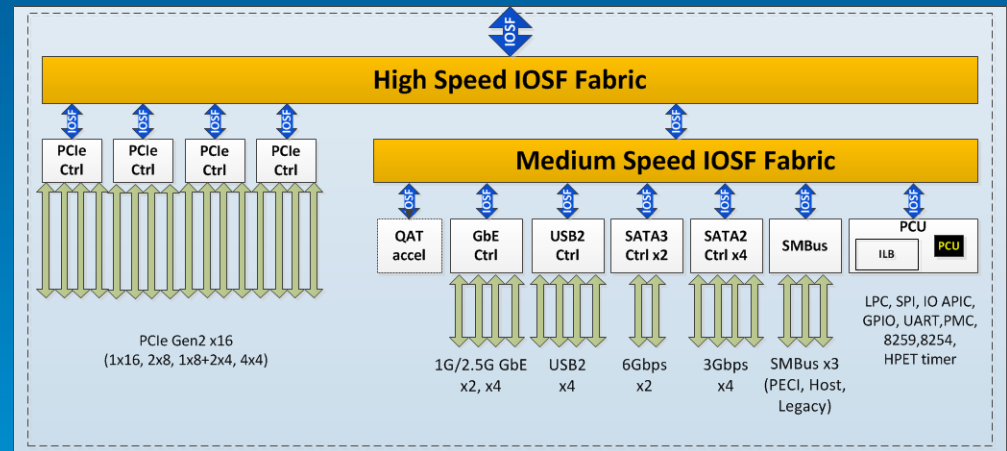 IOSF
High Speed IOSF Fabric
IOSF
IOSF
IOSF
IOSF
IOSF
PCIe
Ctrl
PCIe
Ctrl
PCIe
Ctrl
PCIe
Ctrl
Medium Speed IOSF Fabric
IOSF
IOSF
IOSF
IOSF
IOSF
IOSF
IOSF
QAT
accel
GbE
Ctrl
USB2
Ctrl
SATA3
Ctrl x2
SATA2
Ctrl x4
SMBus
PCU
ILB
PCU
PCIe Gen2 x16
(1x16, 2x8, 1x8+2x4, 4x4)
1G/2.5G GbE
x2, x4
USB2
x4
6Gbps
x2
3Gbps
x4
SMBus x3
(PECI, Host,
Legacy)
LPC, SPI, IO APIC,
GPIO, UART,PMC,
8259,8254,
HPET timer